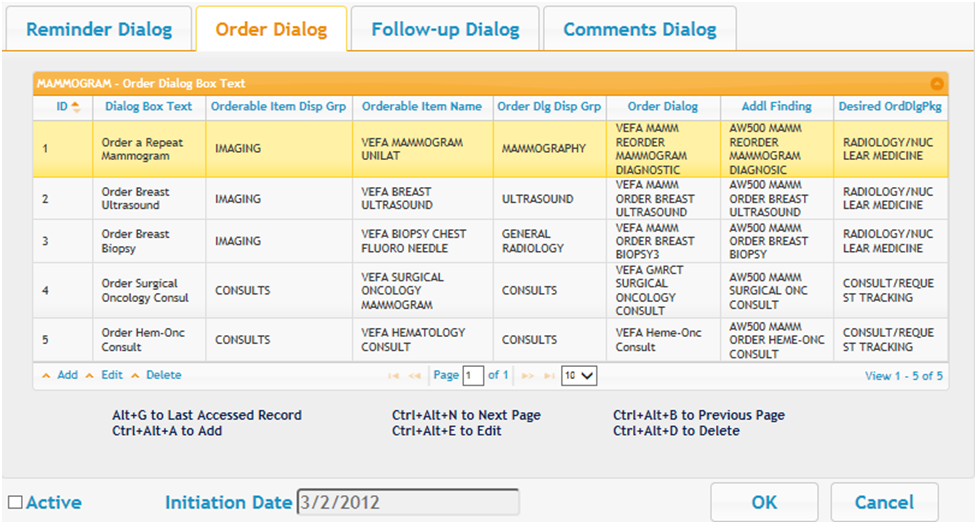 Reminder Dialog Order Dialog Follow-up Dialog Comments Dialog
MAMMOGRAM - Order Dialog Box Text
ID Dialog Box Text Orderable Item Disp Grp Orderable Item Name Order Dlg Disp Grp Order Dialog Addl Finding Desired OrdDlgPkg
1
Order a Repeat
Mammogram
IMAGING
VEFA MAMMOGRAM
UNILAT
MAMMOGRAPHY
VEFA MAMM
REORDER
MAMMOGRAM
DIAGNOSTIC
AW500 MAMM
REORDER
MAMMOGRAM
DIAGNOSIC
RADIOLOGY/NUC
LEAR MEDICINE
2
Order Breast
Ultrasound
IMAGING
VEFA BREAST
ULTRASOUND
ULTRASOUND
VEFA MAMM
ORDER BREAST
ULTRASOUND
AW500 MAMM
ORDER BREAST
ULTRASOUND
RADIOLOGY/NUC
LEAR MEDICINE
3
Order Breast
Biopsy
IMAGING
VEFA BIOPSY CHEST
FLUORO NEEDLE
GENERAL
RADIOLOGY
VEFA MAMM
ORDER BREAST
BIOPSY3
AW500 MAMM
ORDER BREAST
BIOPSY
RADIOLOGY/NUC
LEAR MEDICINE
4
Order Surgical
Oncology Consul
CONSULTS
VEFA SURGICAL
ONCOLOGY
MAMMOGRAM
CONSULTS
VEFA GMRCT
SURGICAL
ONCOLOGY
CONSULT
AW500 MAMM
SURGICAL ONC
CONSULT
CONSULT/REQUE
ST TRACKING
5
Order Hem-Onc
Consult
CONSULTS
VEFA HEMATOLOGY
CONSULT
CONSULTS
VEFA Heme-Onc
Consult
AW500 MAMM
ORDER HEME-ONC
CONSULT
CONSULT/REQUE
ST TRACKING
Add Edit Delete Page 1 of 1 10 View 1 - 5 of 5
Alt+G to Last Accessed Record Ctrl+Alt+N to Next Page Ctrl+Alt+B to Previous Page
Ctrl+Alt+A to Add Ctrl+Alt+E to Edit Ctrl+Alt+D to Delete
Active Initiation Date 3/2/2012 OK Cancel